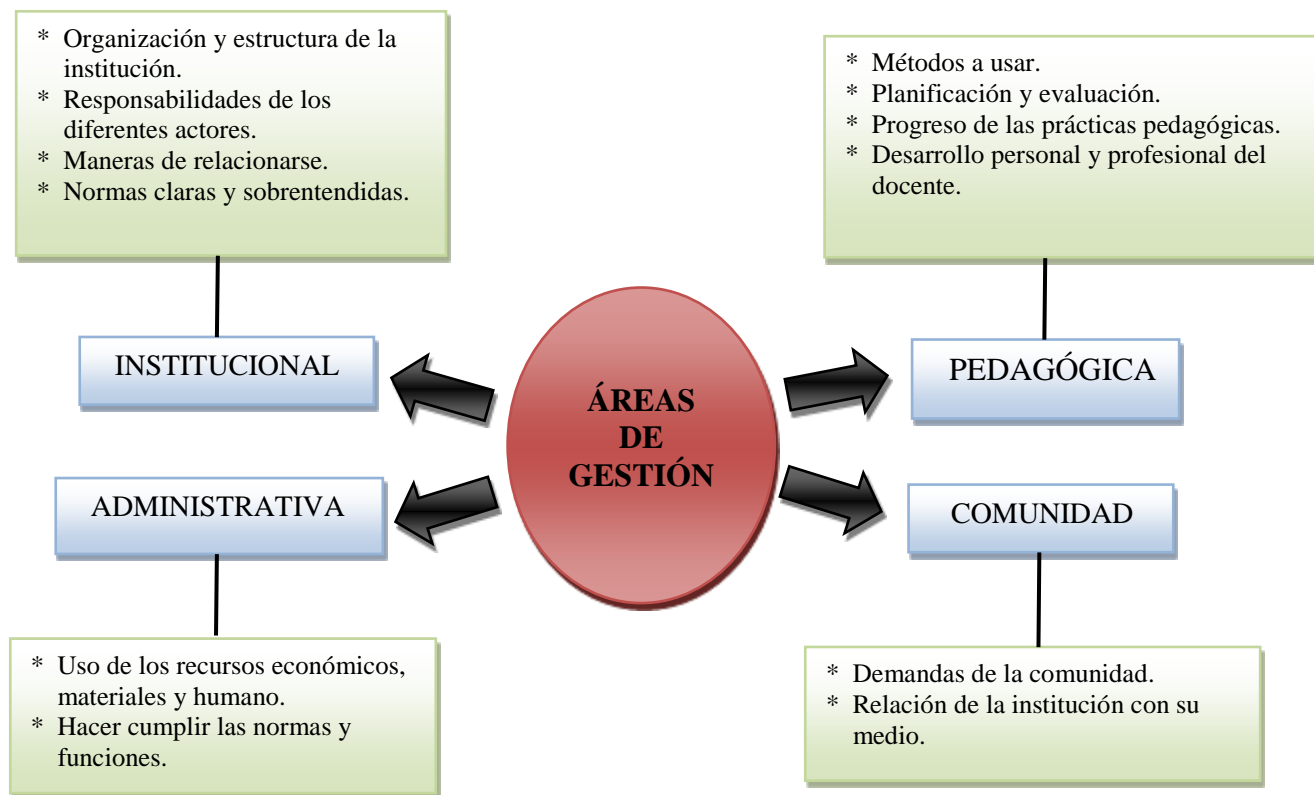 * Organización y estructura de la
institución.
* Responsabilidades de los
diferentes actores.
* Maneras de relacionarse.
* Normas claras y sobrentendidas.
* Métodos a usar.
* Planificación y evaluación.
* Progreso de las prácticas pedagógicas.
* Desarrollo personal y profesional del
docente.
INSTITUCIONAL
PEDAGÓGICA
ÁREAS
DE
GESTIÓN
ADMINISTRATIVA
COMUNIDAD
* Uso de los recursos económicos,
materiales y humano.
* Hacer cumplir las normas y
funciones.
* Demandas de la comunidad.
* Relación de la institución con su
medio.